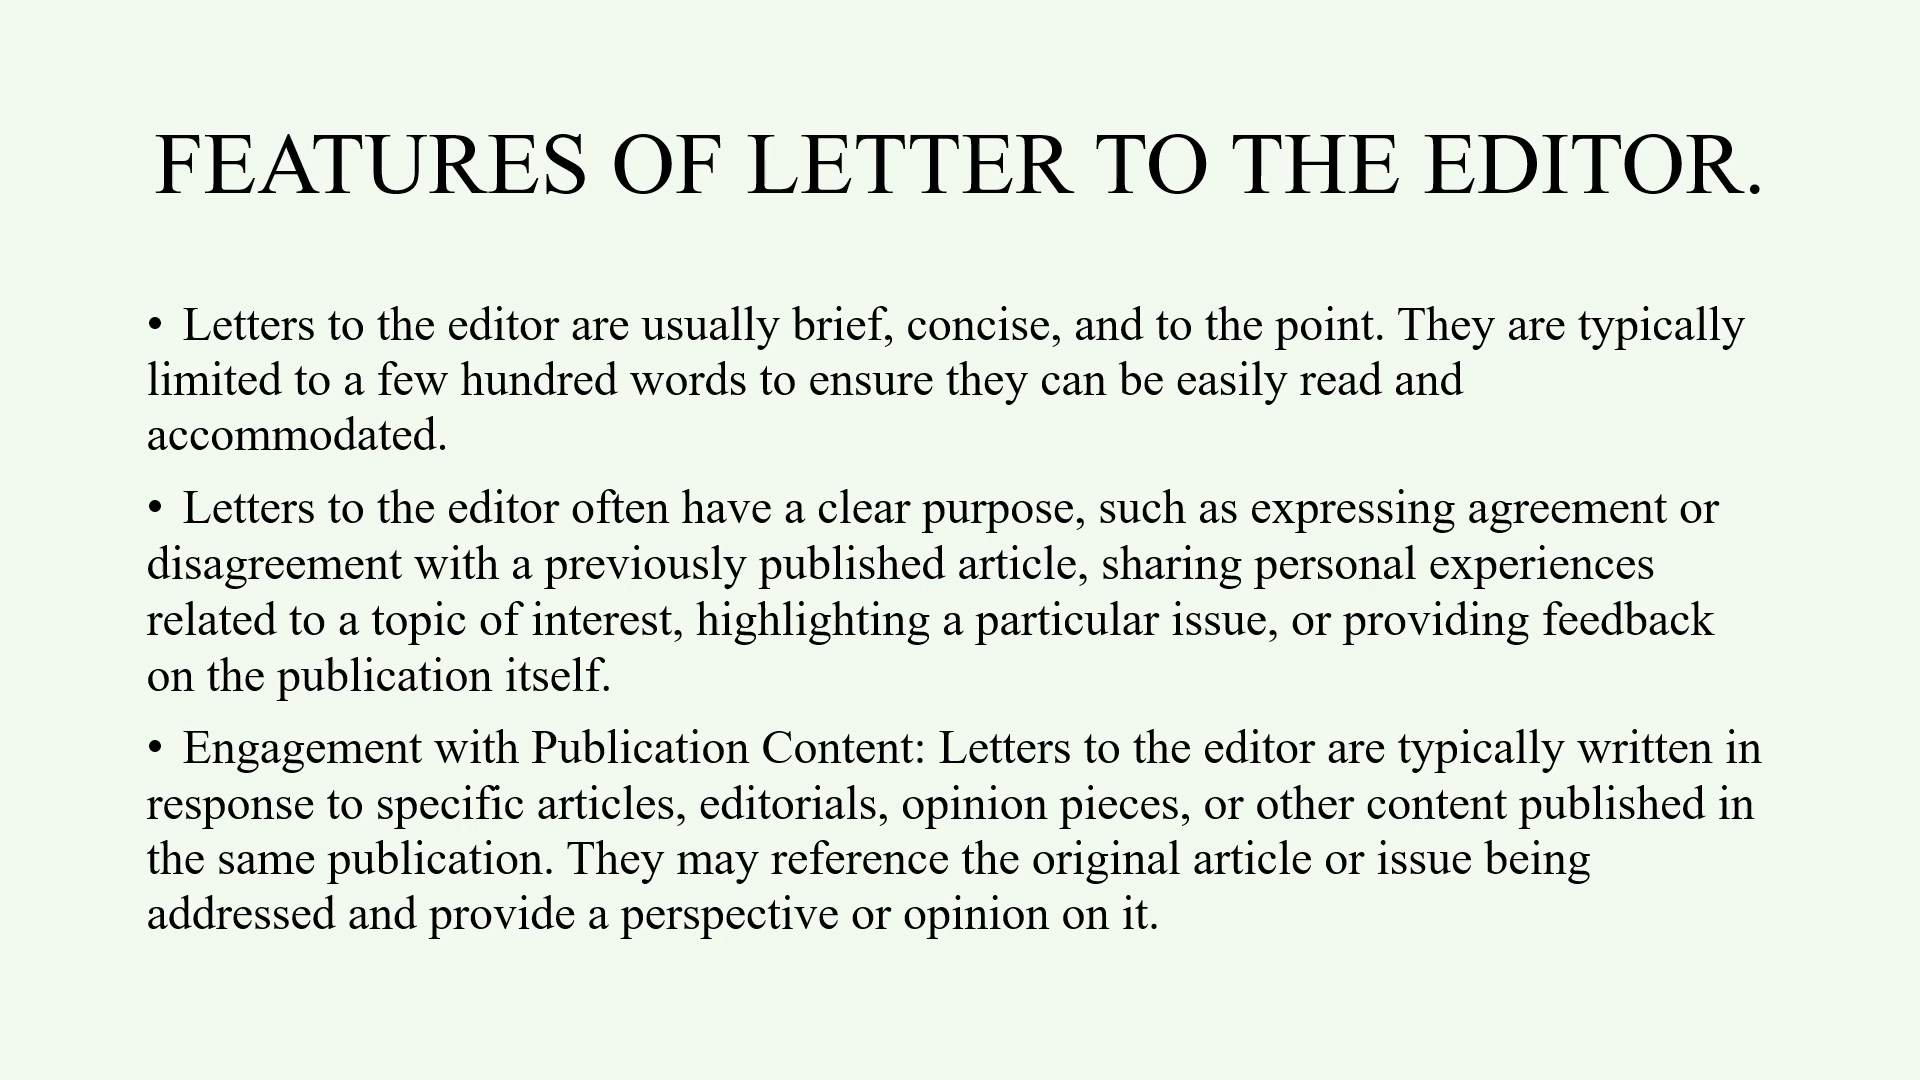 FEATURES OF LETTER TO THE EDITOR.
• Letters to the editor are usually brief, concise, and to the point. They are typically
limited to a few hundred words to ensure they can be easily read and
accommodated.
• Letters to the editor often have a clear purpose, such as expressing agreement or
disagreement with a previously published article, sharing personal experiences
related to a topic of interest, highlighting a particular issue, or providing feedback
on the publication itself.
• Engagement with Publication Content: Letters to the editor are typically written in
response to specific articles, editorials, opinion pieces, or other content published in
the same publication. They may reference the original article or issue being
addressed and provide a perspective or opinion on it.